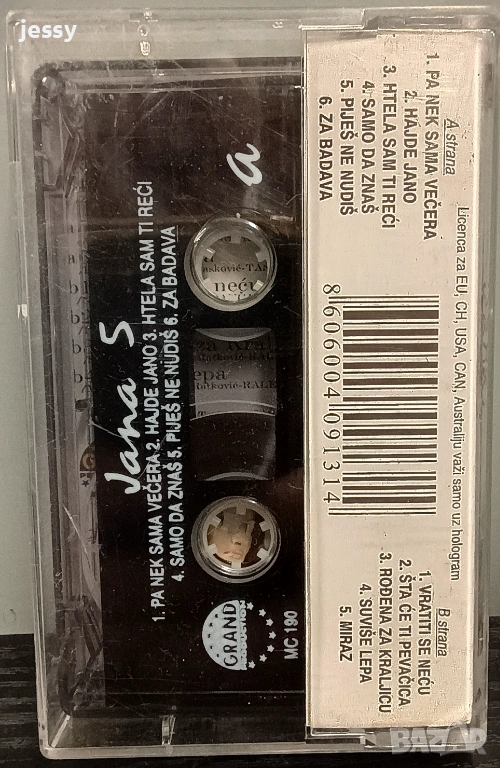 jessy
A strana
1. PA NEK SAMA VEČERA
2. HAJDE JANO
3. HTELA SAM TI REĆI
4. SAMO DA ZNAŠ
5. PIJEŠ NE NUDIŠ
6. ZA BADAVA
Licenca za EU, CH, USA, CAN, Australiju važi samo uz hologram
8606004091314
B strana
1. VRATITI SE NEĆU
2. ŠTA ĆE TI PEVAČICA
3. ROĐENA ZA KRALJICU
4. SUVIŠE LEPA
5. MIRAZ
a
Jana 5
1. PA NEK SAMA VEČERA 2. HAJDE JANO 3. HTELA SAM TI REĆI
4. SAMO DA ZNAŠ 5. PIJEŠ NE NUDIŠ 6. ZA BADAVA
neću
GRAND
MC 190
BAZAR